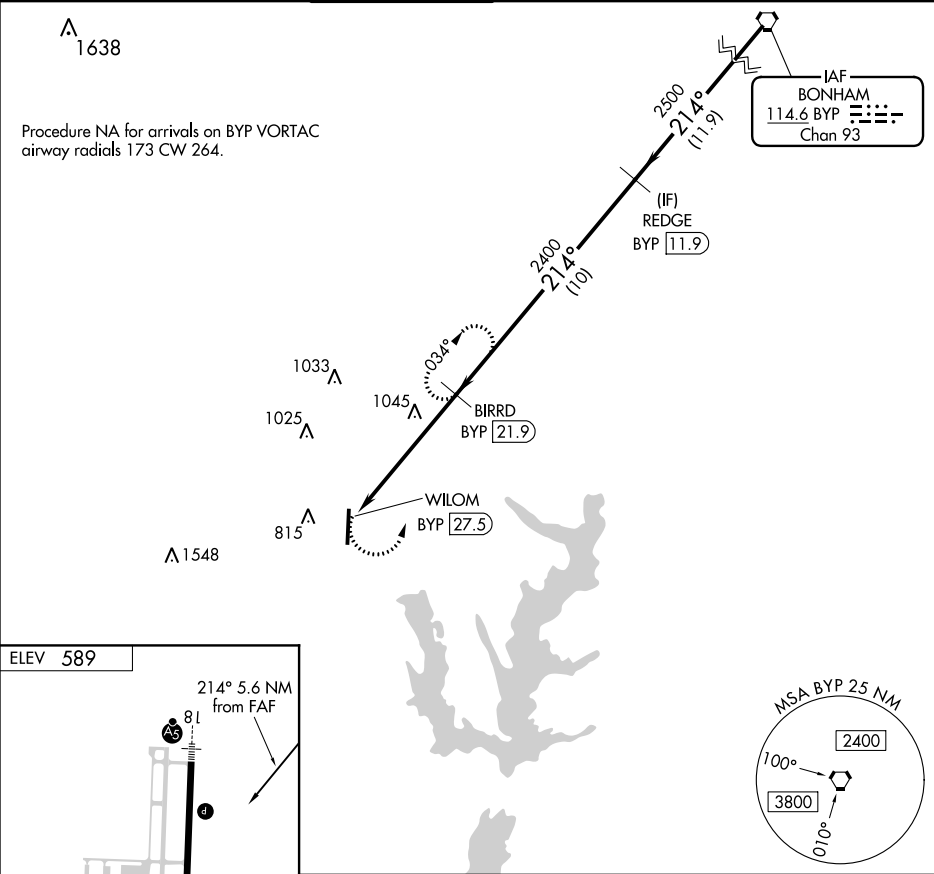 1638
Procedure NA for arrivals on BYP VORTAC
airway radials 173 CW 264.
IAF
BONHAM
114.6 BYP
Chan 93
2500
214°
(11.9)
(IF)
REDGE
BYP 11.9
2400
214°
(10)
034°
1033
1045
1025
BIRRD
BYP 21.9
WILOM
BYP 27.5
815
1548
ELEV 589
214° 5.6 NM
from FAF
18
A5
P
MSA BYP 25 NM
2400
100°
3800
010°